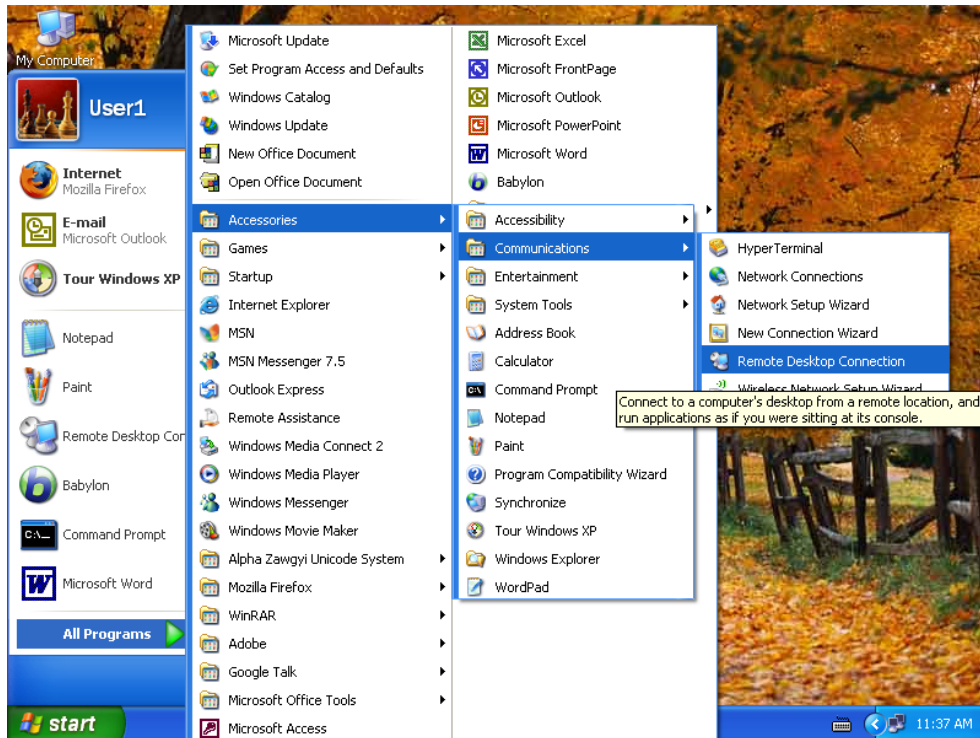 My Computer
User1
Internet
Mozilla Firefox
E-mail
Microsoft Outlook
Tour Windows XP
Notepad
Paint
Remote Desktop
Babylon
Command Prompt
Microsoft Word
All Programs
start
Microsoft Update
Set Program Access and Defaults
Windows Catalog
Windows Update
New Office Document
Open Office Document
Accessories
Games
Startup
Internet Explorer
MSN
MSN Messenger 7.5
Outlook Express
Remote Assistance
Windows Media Connect 2
Windows Media Player
Windows Messenger
Windows Movie Maker
Alpha Zawgyi Unicode System
Mozilla Firefox
WinRAR
Adobe
Google Talk
Microsoft Office Tools
Microsoft Access
Microsoft Excel
Microsoft FrontPage
Microsoft Outlook
Microsoft PowerPoint
Microsoft Word
Babylon
Accessibility
Communications
Entertainment
System Tools
Address Book
Calculator
Command Prompt
Notepad
Paint
Program Compatibility Wizard
Synchronize
Tour Windows XP
Windows Explorer
WordPad
HyperTerminal
Network Connections
Network Setup Wizard
New Connection Wizard
Remote Desktop Connection
Wireless Network Setup Wizard
Connect to a computer's desktop from a remote location, and
run applications as if you were sitting at its console.
11:37 AM